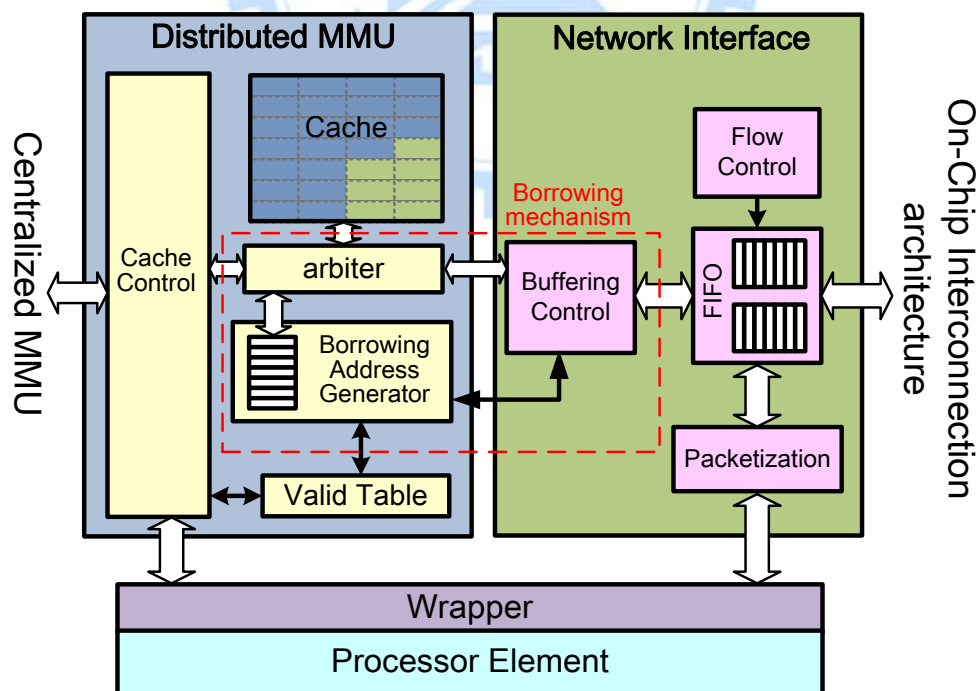 Distributed MMU
Network Interface
Cache
Flow
Control
Borrowing
mechanism
Centralized MMU
Cache
Control
arbiter
Buffering
Control
FIFO
On-Chip Interconnection
architecture
Borrowing
Address
Generator
Packetization
Valid Table
Wrapper
Processor Element